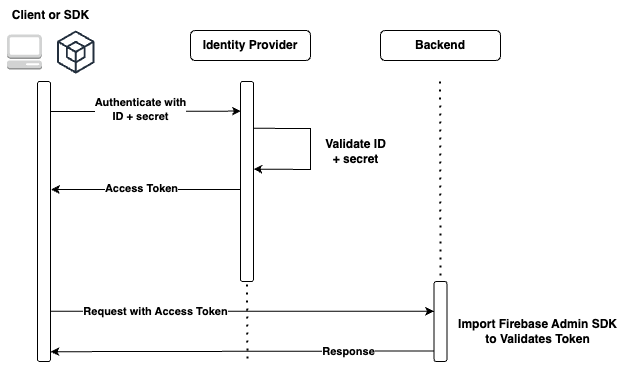 Client or SDK
Identity Provider
Backend
Authenticate with
ID + secret
Validate ID
+ secret
Access Token
Request with Access Token
Import Firebase Admin SDK
to Validates Token
Response